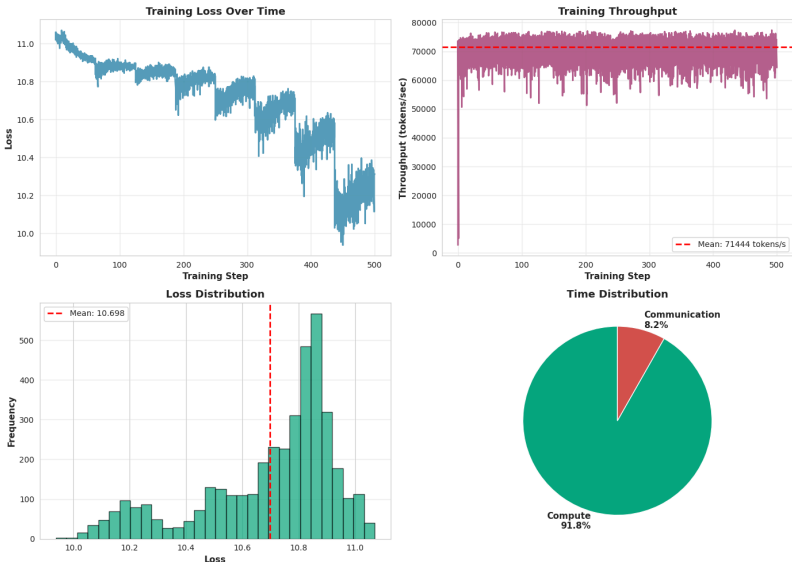 Training Loss Over Time
11.0
10.8
10.6
10.4
10.2
10.0
Loss
0 100 200 300 400 500
Training Step
Training Throughput
80000
70000
60000
50000
40000
30000
20000
10000
0
Throughput (tokens/sec)
Mean: 71444 tokens/s
0 100 200 300 400 500
Training Step
Loss Distribution
Mean: 10.698
500
400
300
200
100
0
Frequency
10.0 10.2 10.4 10.6 10.8 11.0
Loss
Time Distribution
Communication
8.2%
Compute
91.8%